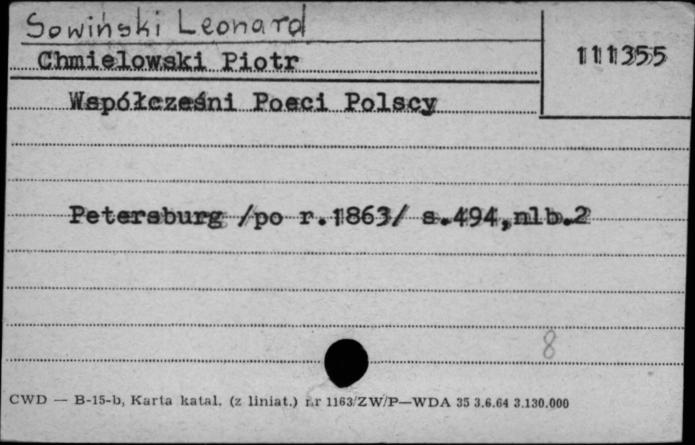 Sowiński Leonard
111355
Chmielowski Piotr
Współcześni Poeci Polscy
Petersburg /po r.1863/ s.494,nlb.2
8
CWD — B-15-b, Karta katal. (z liniat.) nr 1163/ZW/P—WDA 35 3.6.64 3.130.000